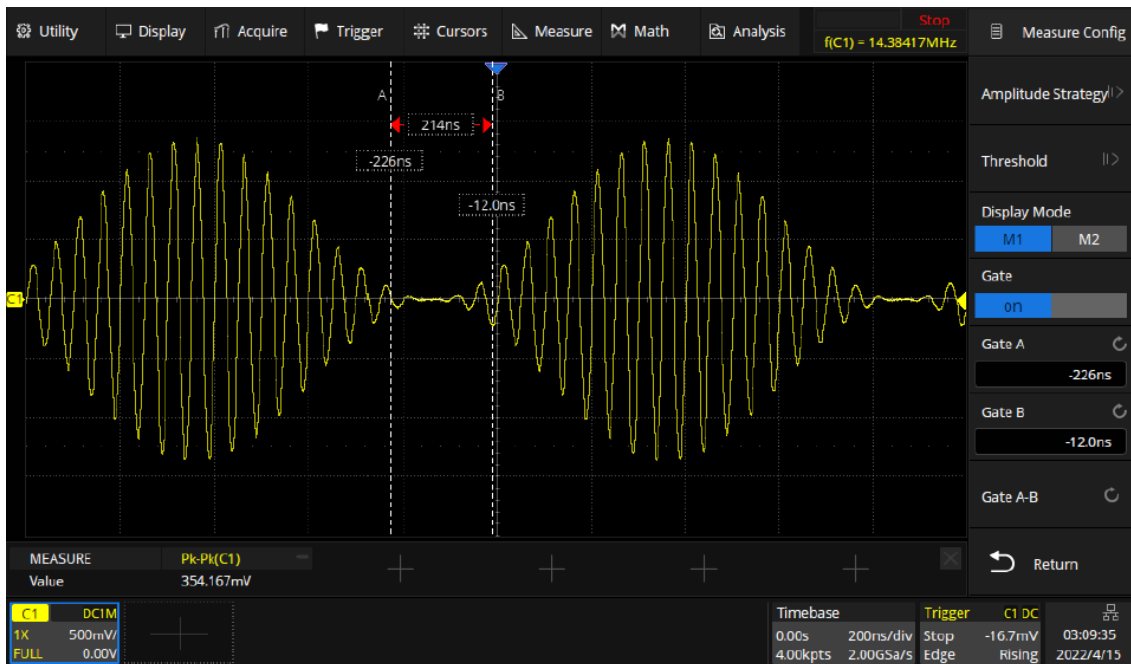 Utility Display Acquire Trigger Cursors Measure Math Analysis Stop Measure Config
f(C1) = 14.38417MHz
A B
214ns
-226ns
-12.0ns
C1
Amplitude Strategy
Threshold
Display Mode
M1 M2
Gate
on
Gate A
-226ns
Gate B
-12.0ns
Gate A-B
Return
MEASURE Pk-Pk(C1)
Value 354.167mV
C1 DC1M
1X 500mV/
FULL 0.00V
Timebase
0.00s 200ns/div
4.00kpts 2.00GSa/s
Trigger C1 DC
Stop -16.7mV
Edge Rising
03:09:35
2022/4/15